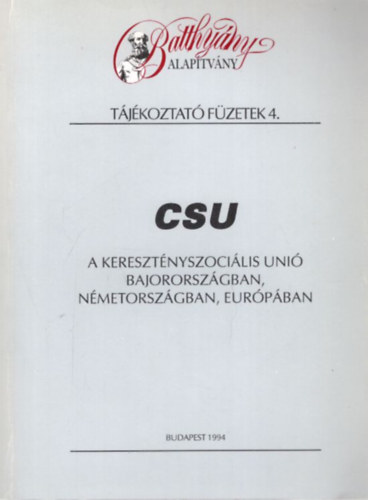 Batthyány
ALAPÍTVÁNY
TÁJÉKOZTATÓ FÜZETEK 4.
CSU
A KERESZTÉNYSZOCIÁLIS UNIÓ
BAJORORSZÁGBAN,
NÉMETORSZÁGBAN, EURÓPÁBAN
BUDAPEST 1994